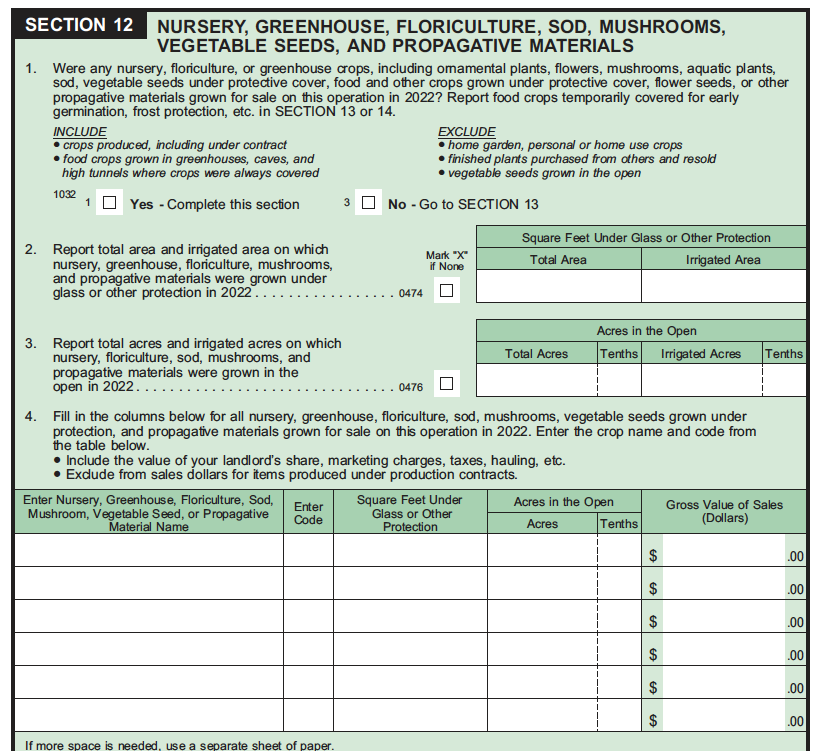 SECTION 12
NURSERY, GREENHOUSE, FLORICULTURE, SOD, MUSHROOMS,
VEGETABLE SEEDS, AND PROPAGATIVE MATERIALS
1. Were any nursery, floriculture, or greenhouse crops, including ornamental plants, flowers, mushrooms, aquatic plants,
sod, vegetable seeds under protective cover, food and other crops grown under protective cover, flower seeds, or other
propagative materials grown for sale on this operation in 2022? Report food crops temporarily covered for early
germination, frost protection, etc. in SECTION 13 or 14.
INCLUDE
• crops produced, including under contract
• food crops grown in greenhouses, caves, and
high tunnels where crops were always covered
EXCLUDE
• home garden, personal or home use crops
• finished plants purchased from others and resold
• vegetable seeds grown in the open
1032 1 Yes - Complete this section 3 No - Go to SECTION 13
2. Report total area and irrigated area on which
nursery, greenhouse, floriculture, mushrooms,
and propagative materials were grown under
glass or other protection in 2022 . . . . . . . . . . . . . . . . . . 0474
Mark "X"
if None
Square Feet Under Glass or Other Protection
Total Area Irrigated Area
3. Report total acres and irrigated acres on which
nursery, floriculture, sod, mushrooms, and
propagative materials were grown in the
open in 2022 . . . . . . . . . . . . . . . . . . . . . . . . . . . . . . . . . 0476
Acres in the Open
Total Acres Tenths Irrigated Acres Tenths
4. Fill in the columns below for all nursery, greenhouse, floriculture, sod, mushrooms, vegetable seeds grown under
protection, and propagative materials grown for sale on this operation in 2022. Enter the crop name and code from
the table below.
• Include the value of your landlord's share, marketing charges, taxes, hauling, etc.
• Exclude from sales dollars for items produced under production contracts.
Enter Nursery, Greenhouse, Floriculture, Sod,
Mushroom, Vegetable Seed, or Propagative
Material Name
Enter
Code
Square Feet Under
Glass or Other
Protection
Acres in the Open
Acres Tenths
Gross Value of Sales
(Dollars)
$ .00
$ .00
$ .00
$ .00
$ .00
$ .00
If more space is needed, use a separate sheet of paper.